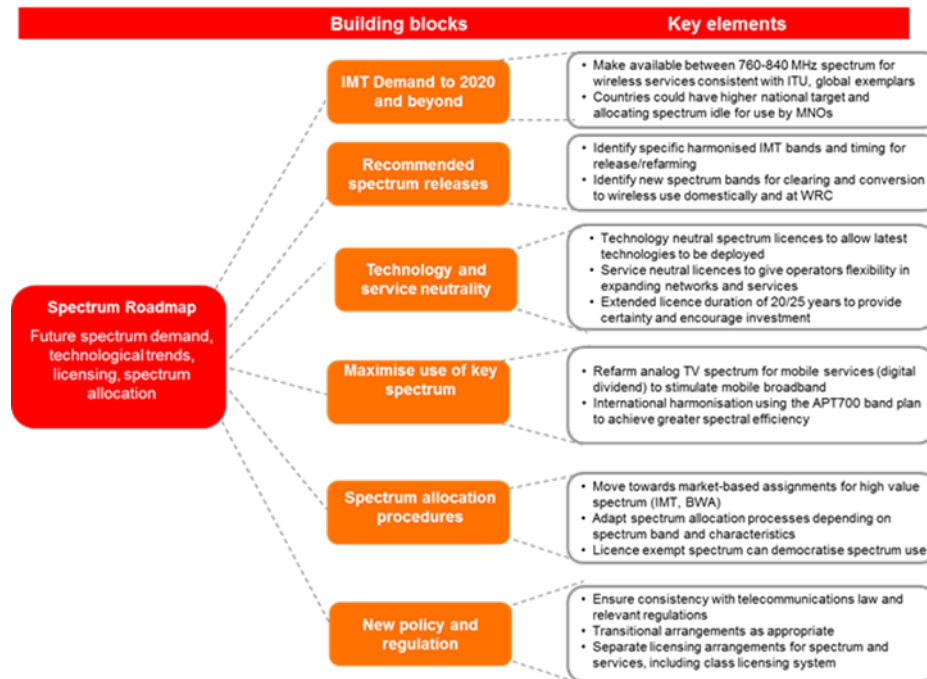 Building blocks
Key elements
Spectrum Roadmap
Future spectrum demand,
technological trends,
licensing, spectrum
allocation
IMT Demand to 2020
and beyond
• Make available between 760-840 MHz spectrum for
wireless services consistent with ITU, global exemplars
• Countries could have higher national target and
allocating spectrum idle for use by MNOs
Recommended
spectrum releases
• Identify specific harmonised IMT bands and timing for
release/refarming
• Identify new spectrum bands for clearing and conversion
to wireless use domestically and at WRC
Technology and
service neutrality
• Technology neutral spectrum licences to allow latest
technologies to be deployed
• Service neutral licences to give operators flexibility in
expanding networks and services
• Extended licence duration of 20/25 years to provide
certainty and encourage investment
Maximise use of key
spectrum
• Refarm analog TV spectrum for mobile services (digital
dividend) to stimulate mobile broadband
• International harmonisation using the APT700 band plan
to achieve greater spectral efficiency
Spectrum allocation
procedures
• Move towards market-based assignments for high value
spectrum (IMT, BWA)
• Adapt spectrum allocation processes depending on
spectrum band and characteristics
• Licence exempt spectrum can democratise spectrum use
New policy and
regulation
• Ensure consistency with telecommunications law and
relevant regulations
• Transitional arrangements as appropriate
• Separate licensing arrangements for spectrum and
services, including class licensing system